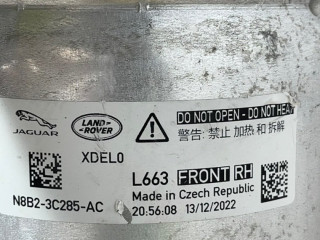 DO NOT OPEN - DO NOT HEA
JAGUAR
LAND ROVER
警告: 禁止 加热 和 拆解
XDEL0
L663 FRONT RH
N8B2-3C285-AC
Made in Czech Republic
20:56:08 13/12/2022